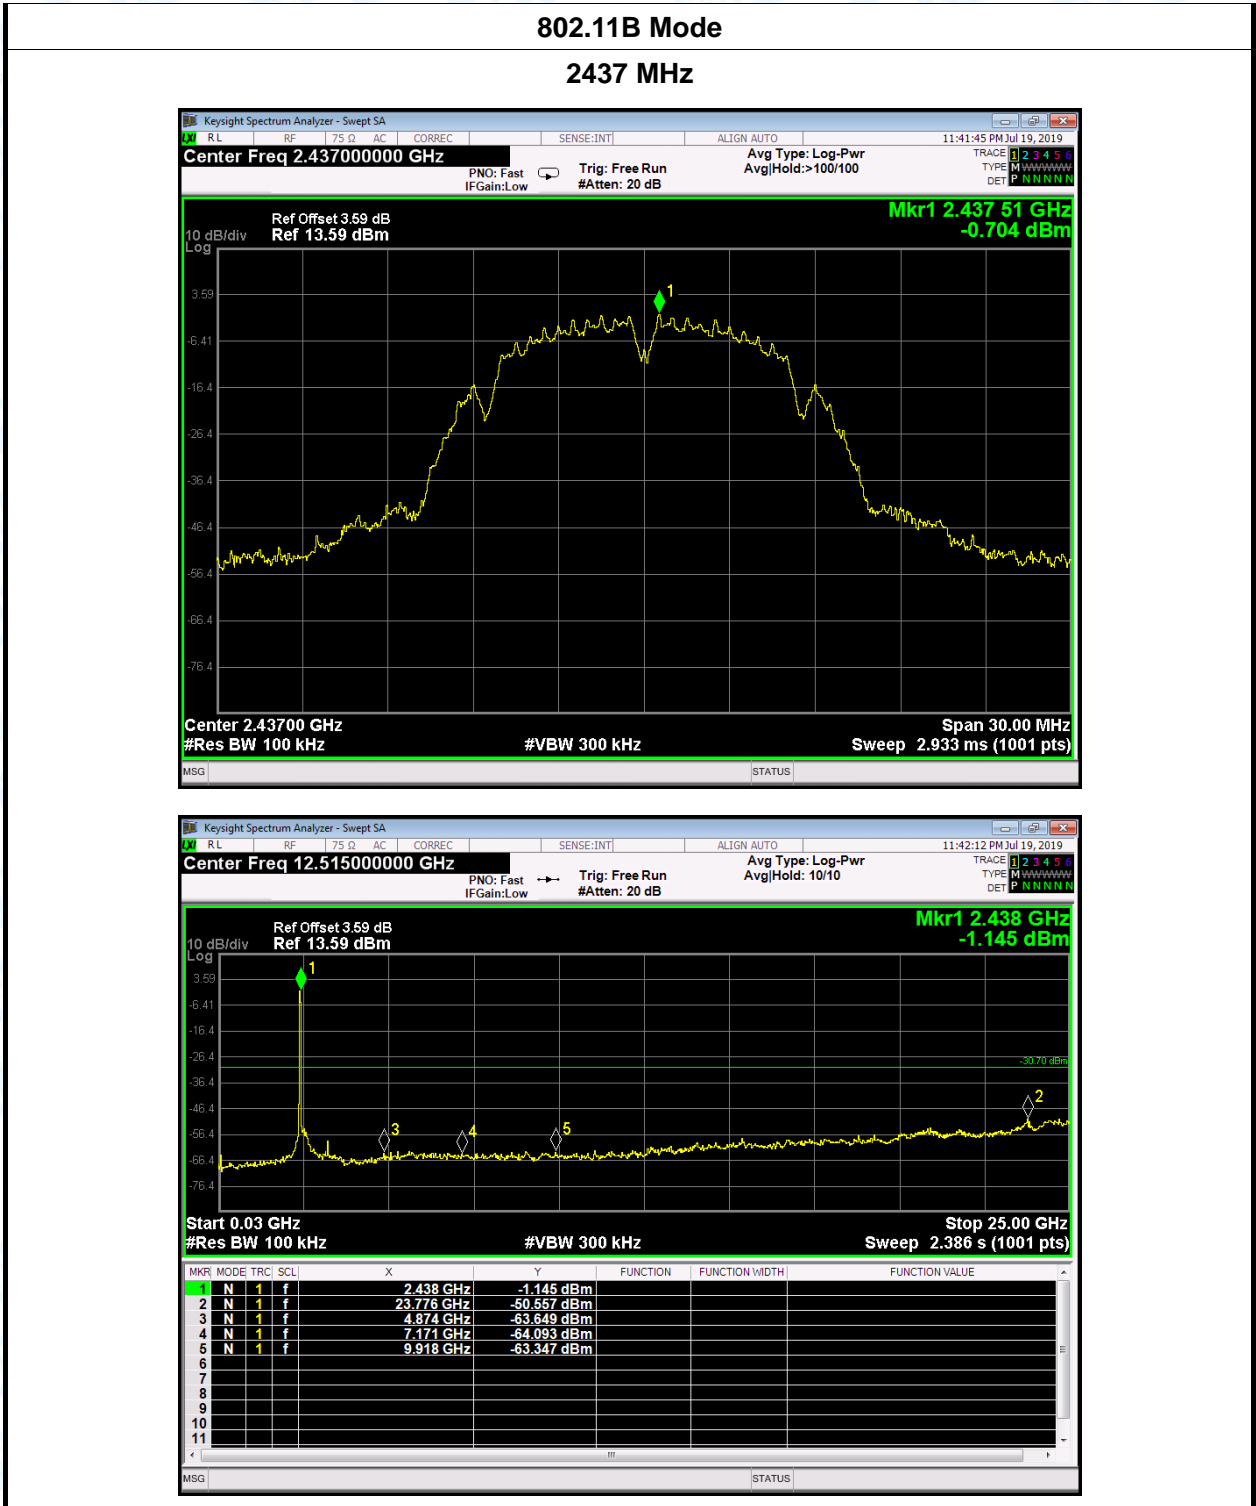 802.11B Mode
2437 MHz
Keysight Spectrum Analyzer - Swept SA
LXI RL RF 75 Ω AC CORREC SENSE:INT ALIGN AUTO 11:41:45 PM Jul 19, 2019
Center Freq 2.437000000 GHz
PNO: Fast
IFGain:Low
Trig: Free Run
#Atten: 20 dB
Avg Type: Log-Pwr
Avg|Hold:>100/100
TRACE 1 2 3 4 5 6
TYPE M WWWWW
DET P N N N N N
Mkr1 2.437 51 GHz
-0.704 dBm
Ref Offset 3.59 dB
10 dB/div Ref 13.59 dBm
Log
1
3.59
-6.41
-16.4
-26.4
-36.4
-46.4
-56.4
-66.4
-76.4
Center 2.43700 GHz Span 30.00 MHz
#Res BW 100 kHz #VBW 300 kHz Sweep 2.933 ms (1001 pts)
MSG STATUS
Keysight Spectrum Analyzer - Swept SA
LXI RL RF 75 Ω AC CORREC SENSE:INT ALIGN AUTO 11:42:12 PM Jul 19, 2019
Center Freq 12.515000000 GHz
PNO: Fast
IFGain:Low
Trig: Free Run
#Atten: 20 dB
Avg Type: Log-Pwr
Avg|Hold: 10/10
TRACE 1 2 3 4 5 6
TYPE M WWWWW
DET P N N N N N
Mkr1 2.438 GHz
-1.145 dBm
Ref Offset 3.59 dB
10 dB/div Ref 13.59 dBm
Log
1
3.59
-6.41
-16.4
-26.4
-30.70 dBm
-36.4
-46.4
2
-56.4
3 4 5
-66.4
-76.4
Start 0.03 GHz Stop 25.00 GHz
#Res BW 100 kHz #VBW 300 kHz Sweep 2.386 s (1001 pts)
MKR MODE TRC SCL X Y FUNCTION FUNCTION WIDTH FUNCTION VALUE
1 N 1 f 2.438 GHz -1.145 dBm
2 N 1 f 23.776 GHz -50.557 dBm
3 N 1 f 4.874 GHz -63.649 dBm
4 N 1 f 7.171 GHz -64.093 dBm
5 N 1 f 9.918 GHz -63.347 dBm
6
7
8
9
10
11
MSG STATUS